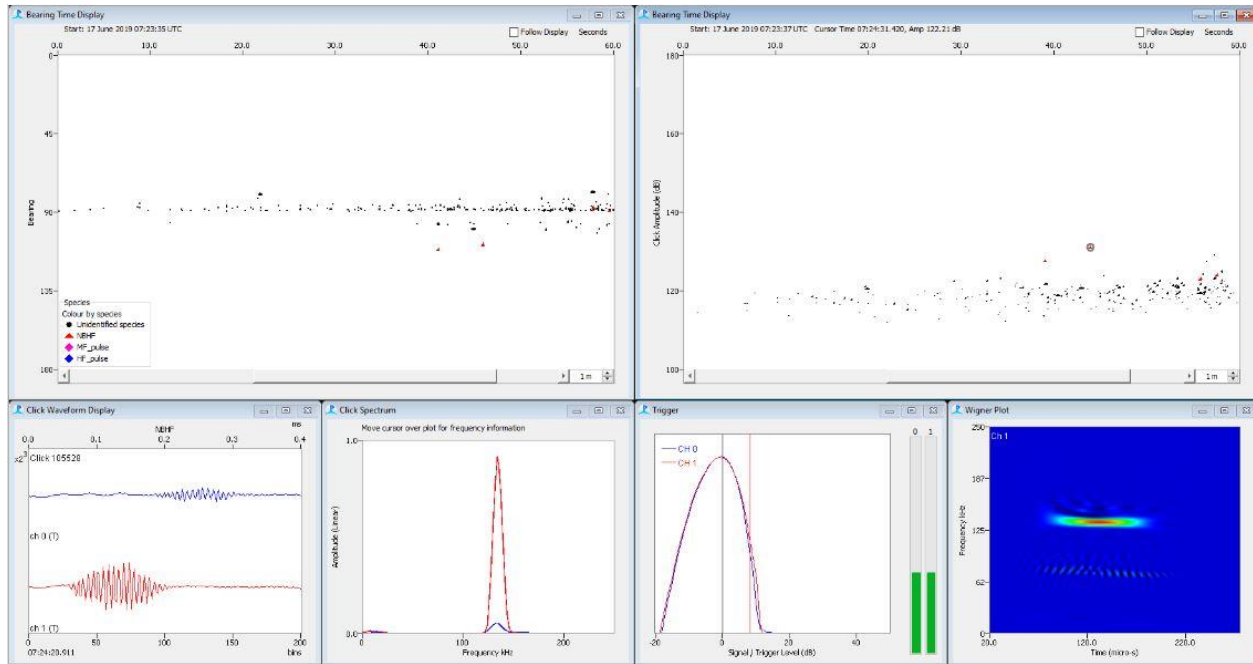 Bearing Time Display
Start: 17 June 2019 07:23:35 UTC
Follow Display Seconds
0.0 10.0 20.0 30.0 40.0 50.0 60.0
0
45
90
135
180
Bearing
Species
Colour by species
Unidentified species
NBHF
MF_pulse
HF_pulse
1 m
Bearing Time Display
Start: 17 June 2019 07:23:37 UTC Cursor Time 07:24:31.420, Amp 122.21 dB
Follow Display Seconds
0.0 10.0 20.0 30.0 40.0 50.0 60.0
180
160
140
120
100
Click Amplitude (dB)
1 m
Click Waveform Display
NBHF
ms
0.0 0.1 0.2 0.3 0.4
Click 105528
ch 0 (T)
ch 1 (T)
0 50 100 150 200
07:24:20.911
bins
Click Spectrum
Move cursor over plot for frequency information
1.0
Amplitude (Linear)
0.0
0 100 200
Frequency kHz
Trigger
CH 0
CH 1
0 1
-20 0 20 40
Signal / Trigger Level (dB)
Wigner Plot
Ch 1
250
187
125
62
0
Frequency kHz
20.0 120.0 220.0
Time (micro-s)